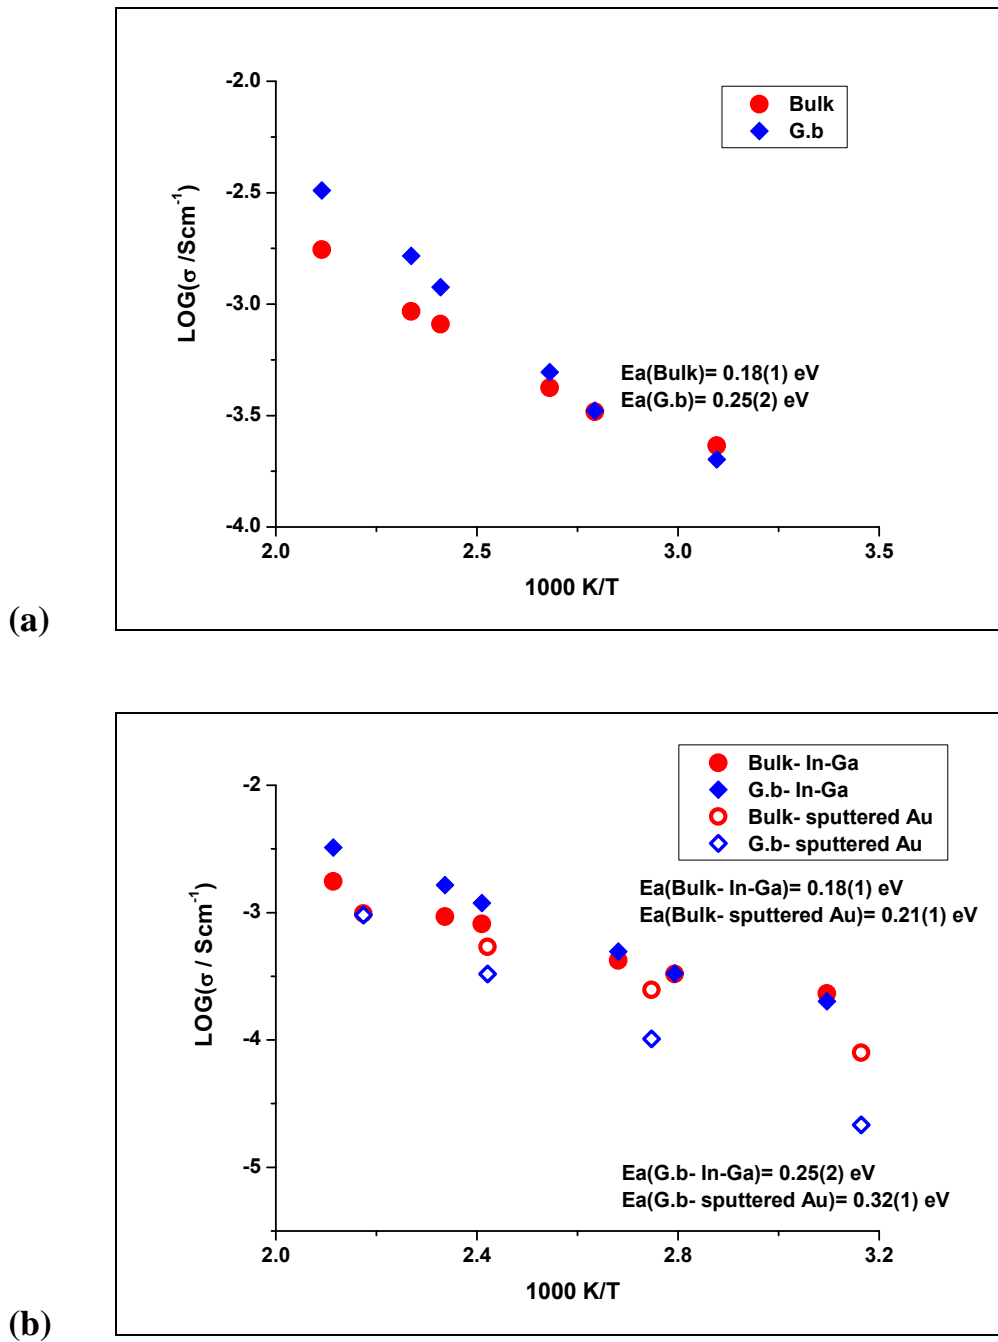 -2.0
Bulk
G.b
-2.5
-3.0
-3.5
-4.0
LOG(σ /Scm⁻¹)
Ea(Bulk)= 0.18(1) eV
Ea(G.b)= 0.25(2) eV
2.0 2.5 3.0 3.5
1000 K/T
(a)
Bulk- In-Ga
G.b- In-Ga
Bulk- sputtered Au
G.b- sputtered Au
-2
-3
-4
-5
LOG(σ / Scm⁻¹)
Ea(Bulk- In-Ga)= 0.18(1) eV
Ea(Bulk- sputtered Au)= 0.21(1) eV
Ea(G.b- In-Ga)= 0.25(2) eV
Ea(G.b- sputtered Au)= 0.32(1) eV
2.0 2.4 2.8 3.2
1000 K/T
(b)